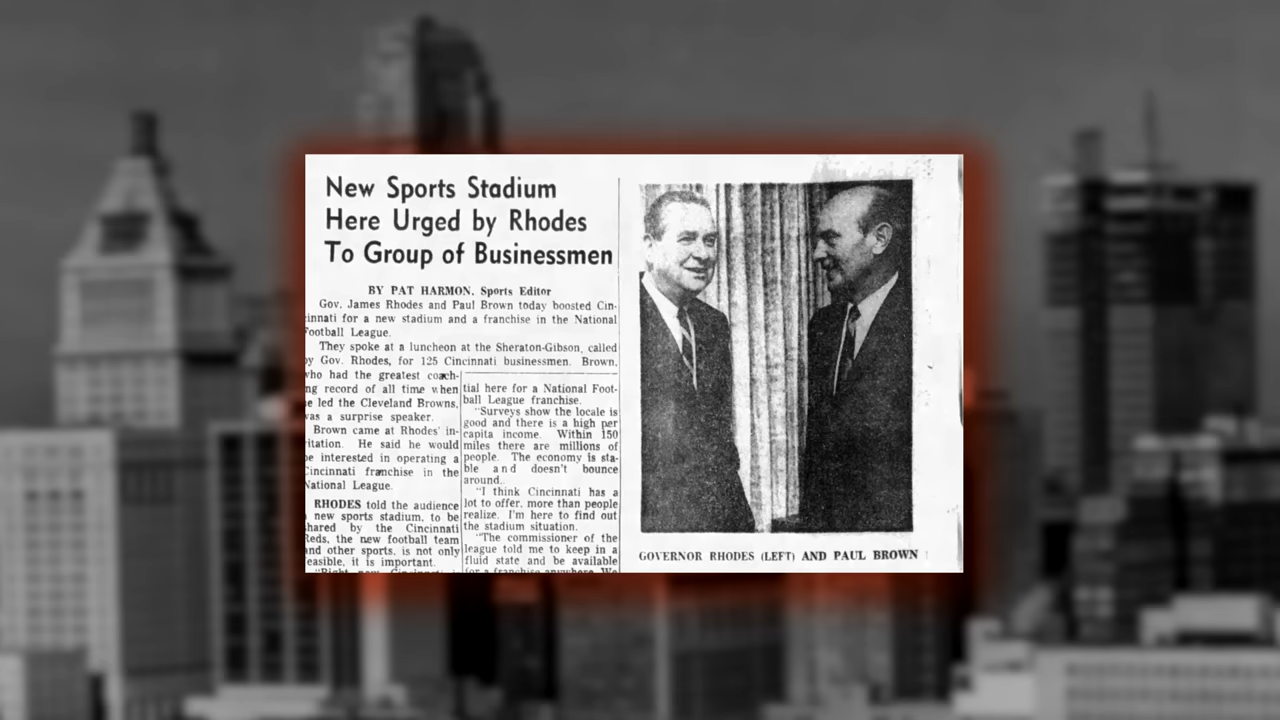 New Sports Stadium
Here Urged by Rhodes
To Group of Businessmen
BY PAT HARMON, Sports Editor
Gov. James Rhodes and Paul Brown today boosted Cin-
cinnati for a new stadium and a franchise in the National
Football League.
They spoke at a luncheon at the Sheraton-Gibson, called
by Gov. Rhodes, for 125 Cincinnati businessmen. Brown,
who had the greatest coach-
ng record of all time when
he led the Cleveland Browns,
was a surprise speaker.
Brown came at Rhodes' in-
itation. He said he would
be interested in operating a
Cincinnati franchise in the
National League.
RHODES told the audience
new sports stadium, to be
shared by the Cincinnati
Reds, the new football team
and other sports, is not only
easible, it is important.
tial here for a National Foot-
ball League franchise.
"Surveys show the locale is
good and there is a high per
capita income. Within 150
miles there are millions of
people. The economy is sta-
ble and doesn't bounce
around.
"I think Cincinnati has a
lot to offer, more than people
realize. I'm here to find out
the stadium situation.
"The commissioner of the
league told me to keep in a
fluid state and be available
for a franchise anywhere. We
GOVERNOR RHODES (LEFT) AND PAUL BROWN